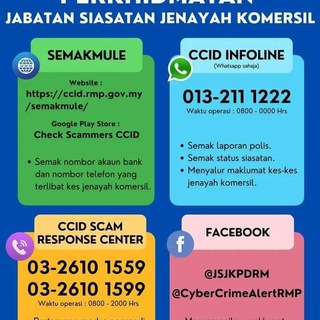 PERKHIDMATAN
JABATAN SIASATAN JENAYAH KOMERSIL
SEMAKMULE
Website :
https://ccid.rmp.gov.my
/semakmule/
Google Play Store :
Check Scammers CCID
• Semak nombor akaun bank
dan nombor telefon yang
terlibat kes jenayah komersil.
CCID INFOLINE
(Whatsapp sahaja)
013-211 1222
Waktu operasi : 0800 - 0000 Hrs
• Semak laporan polis.
• Semak status siasatan.
• Menyalur maklumat kes-kes
jenayah komersil.
CCID SCAM
RESPONSE CENTER
03-2610 1559
03-2610 1599
Waktu operasi : 0800 - 2000 Hrs
FACEBOOK
@JSJKPDRM
@CyberCrimeAlertRMP